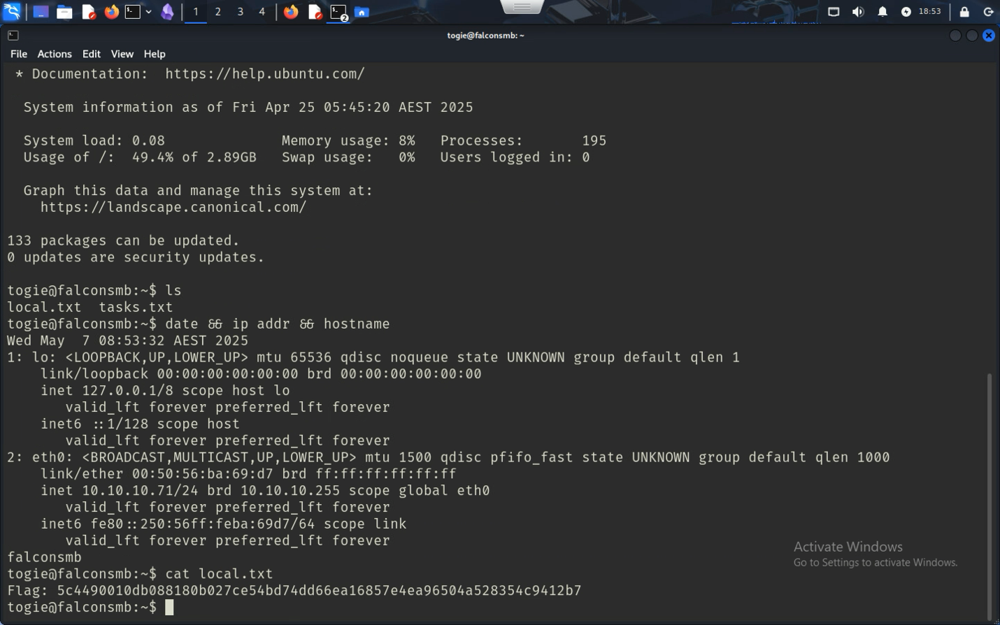 1 2 3 4 2 18:53
togie@falconsmb: ~
File Actions Edit View Help
* Documentation: https://help.ubuntu.com/
System information as of Fri Apr 25 05:45:20 AEST 2025
System load: 0.08 Memory usage: 8% Processes: 195
Usage of /: 49.4% of 2.89GB Swap usage: 0% Users logged in: 0
Graph this data and manage this system at:
https://landscape.canonical.com/
133 packages can be updated.
0 updates are security updates.
togie@falconsmb:~$ ls
local.txt tasks.txt
togie@falconsmb:~$ date && ip addr && hostname
Wed May 7 08:53:32 AEST 2025
1: lo: <LOOPBACK,UP,LOWER_UP> mtu 65536 qdisc noqueue state UNKNOWN group default qlen 1
link/loopback 00:00:00:00:00:00 brd 00:00:00:00:00:00
inet 127.0.0.1/8 scope host lo
valid_lft forever preferred_lft forever
inet6 ::1/128 scope host
valid_lft forever preferred_lft forever
2: eth0: <BROADCAST,MULTICAST,UP,LOWER_UP> mtu 1500 qdisc pfifo_fast state UNKNOWN group default qlen 1000
link/ether 00:50:56:ba:69:d7 brd ff:ff:ff:ff:ff:ff
inet 10.10.10.71/24 brd 10.10.10.255 scope global eth0
valid_lft forever preferred_lft forever
inet6 fe80::250:56ff:feba:69d7/64 scope link
valid_lft forever preferred_lft forever
falconsmb
togie@falconsmb:~$ cat local.txt
Flag: 5c4490010db088180b027ce54bd74dd66ea16857e4ea96504a528354c9412b7
togie@falconsmb:~$
Activate Windows
Go to Settings to activate Windows.